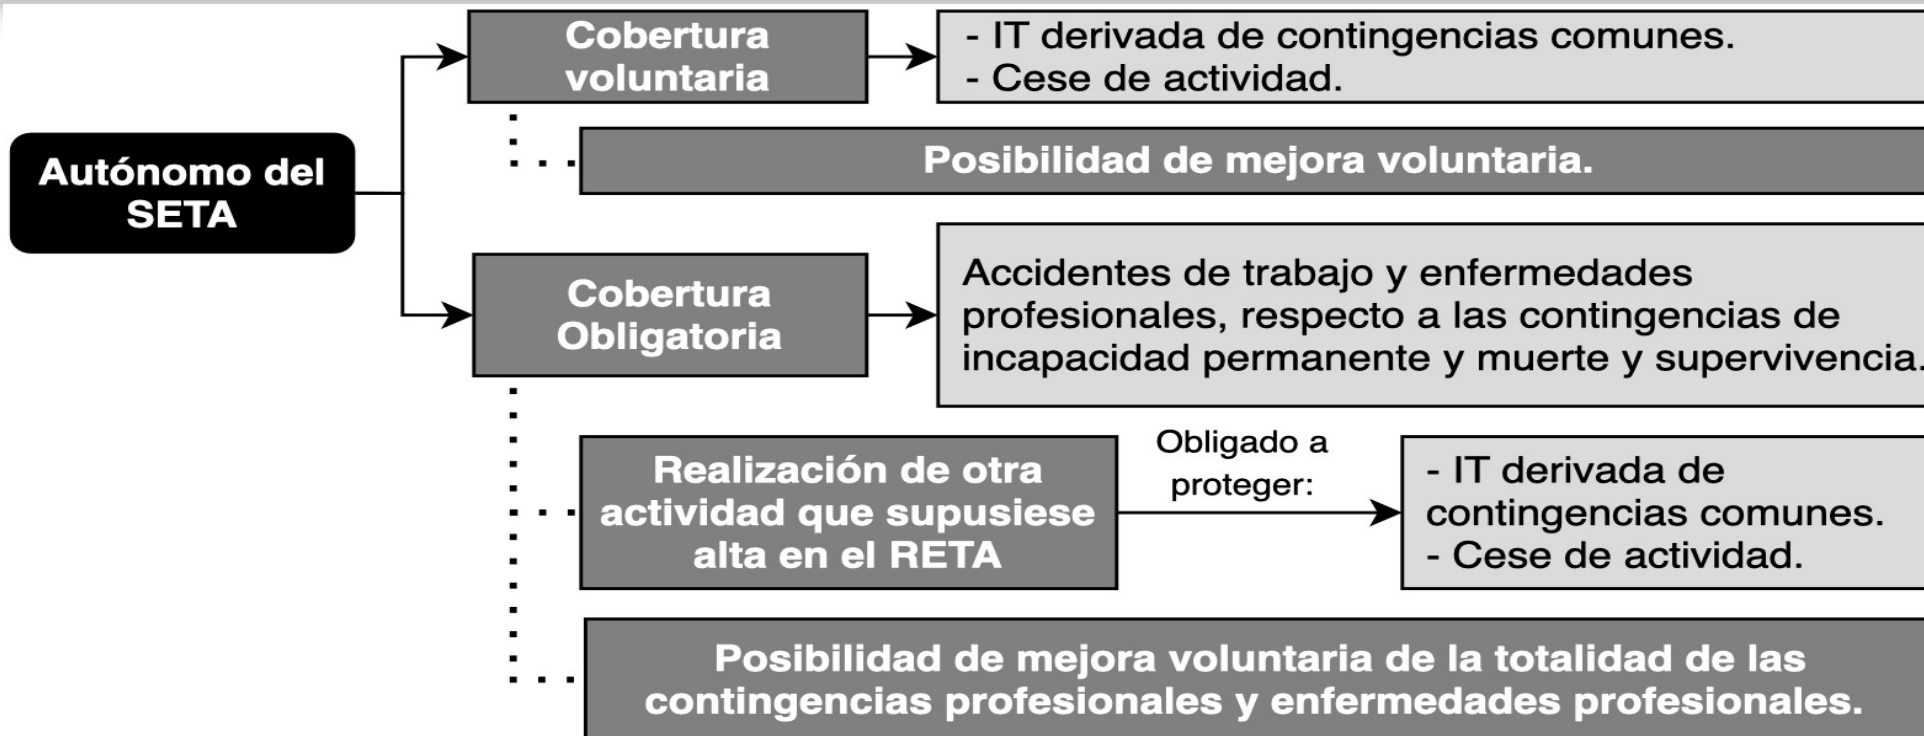 Autónomo del
SETA
Cobertura
voluntaria
- IT derivada de contingencias comunes.
- Cese de actividad.
Posibilidad de mejora voluntaria.
Cobertura
Obligatoria
Accidentes de trabajo y enfermedades
profesionales, respecto a las contingencias de
incapacidad permanente y muerte y supervivencia.
Realización de otra
actividad que supusiese
alta en el RETA
Obligado a
proteger:
- IT derivada de
contingencias comunes.
- Cese de actividad.
Posibilidad de mejora voluntaria de la totalidad de las
contingencias profesionales y enfermedades profesionales.